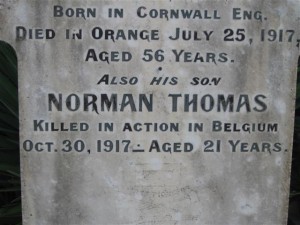 Born in Cornwall Eng.
Died in Orange July 25, 1917,
Aged 56 Years.
Also his son
NORMAN THOMAS
Killed in action in Belgium
Oct. 30, 1917 – Aged 21 Years.